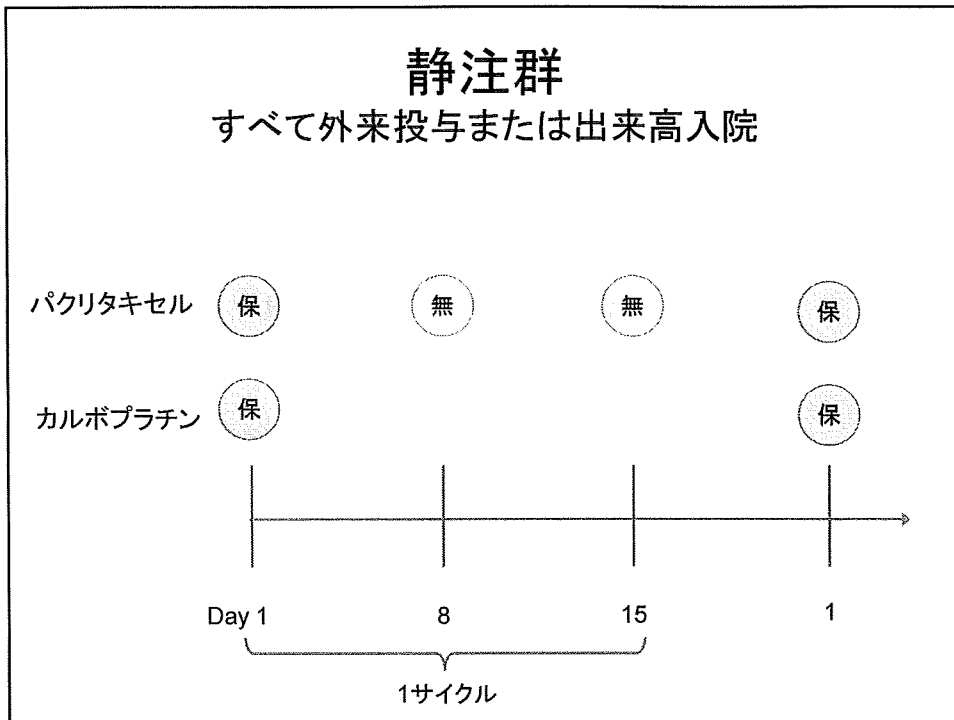 静注群
すべて外来投与または出来高入院
パクリタキセル 保 無 無 保
カルボプラチン 保 保
Day 1 8 15 1
1サイクル